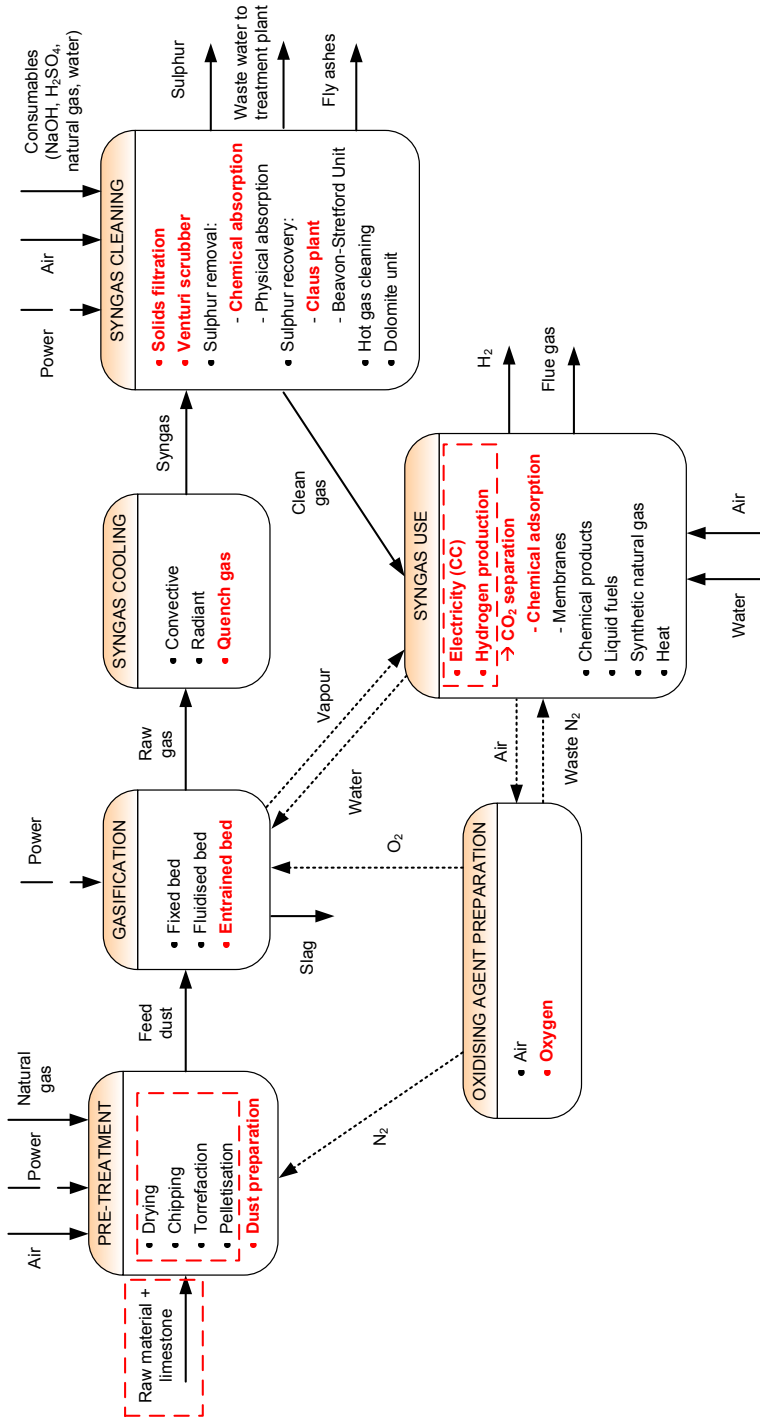 Raw material +
limestone
Air
Power
Natural
gas
PRE-TREATMENT
• Drying
• Chipping
• Torrefaction
• Pelletisation
• Dust preparation
Feed
dust
Power
GASIFICATION
• Fixed bed
• Fluidised bed
• Entrained bed
Slag
Raw
gas
SYNGAS COOLING
• Convective
• Radiant
• Quench gas
Syngas
Power
Air
Consumables
(NaOH, H₂SO4,
natural gas, water)
SYNGAS CLEANING
• Solids filtration
• Venturi scrubber
• Sulphur removal:
- Chemical absorption
- Physical absorption
• Sulphur recovery:
- Claus plant
- Beavon-Stretford Unit
• Hot gas cleaning
• Dolomite unit
Sulphur
Waste water to
treatment plant
Fly ashes
Clean
gas
Vapour
Water
O₂
N₂
OXIDISING AGENT PREPARATION
• Air
• Oxygen
Air
Waste N₂
SYNGAS USE
• Electricity (CC)
• Hydrogen production
→ CO₂ separation
- Chemical adsorption
- Membranes
• Chemical products
• Liquid fuels
• Synthetic natural gas
• Heat
H₂
Flue gas
Water
Air